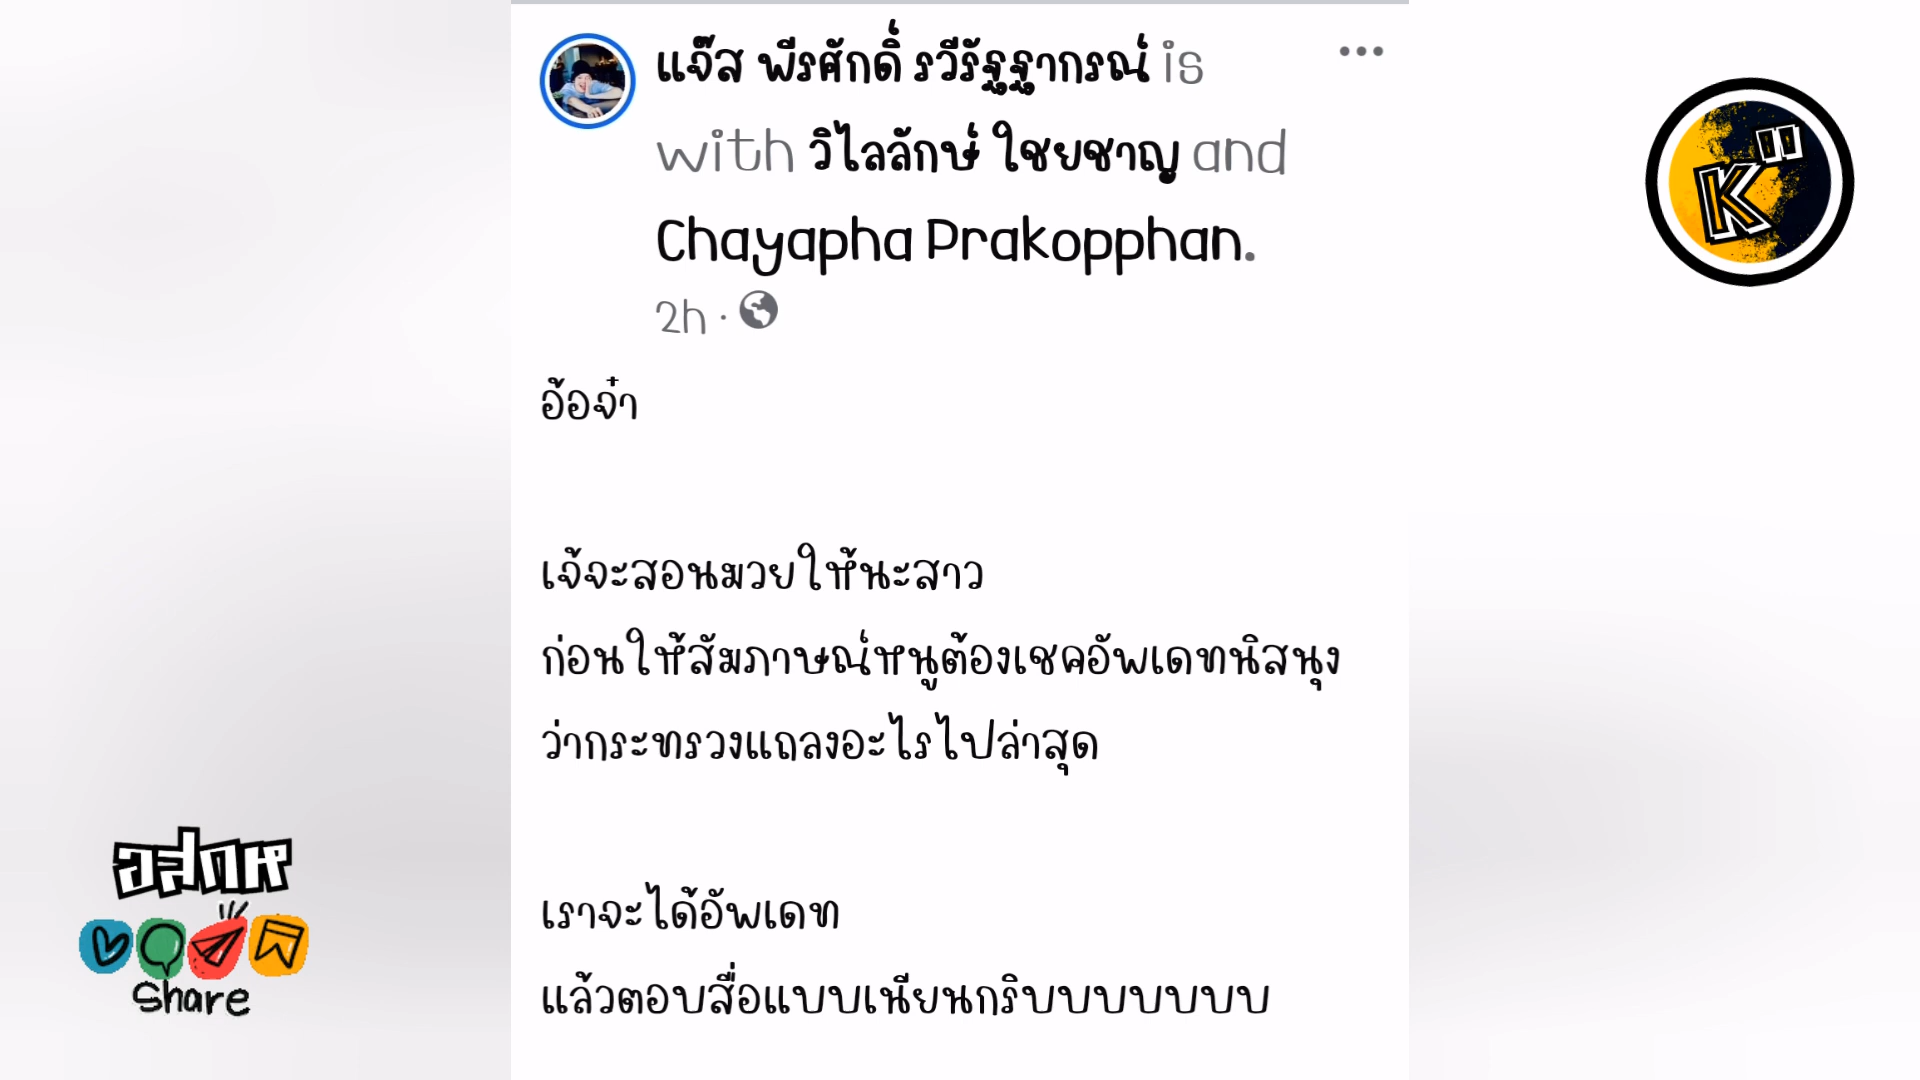 แจ๊ส พีรศักดิ์ รวีรัฐฐากรณ์ is
with วิไลลักษ์ ใชยชาญ and
Chayapha Prakopphan.
2h ·
K"
อ้อจ๋า
เจ้จะสอนมวยให้นะสาว
ก่อนให้สัมภาษณ์หนูต้องเชคอัพเดทนิสนุง
ว่ากระทรวงแถลงอะไรไปล่าสุด
เราจะได้อัพเดท
แล้วตอบสื่อแบบเนียนกริบบบบบบบ
อสกห
Share